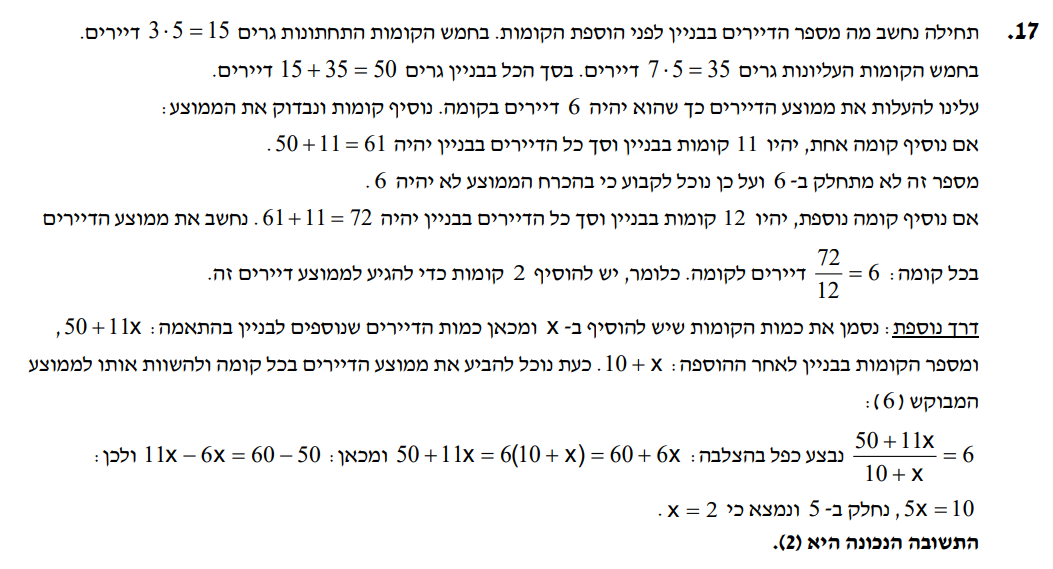 17. תחילה נחשב מה מספר הדיירים בבניין לפני הוספת הקומות. בחמש הקומות התחתונות גרים 3 · 5 = 15 דיירים.
בחמש הקומות העליונות גרים 7 · 5 = 35 דיירים. בסך הכל בבניין גרים 15 + 35 = 50 דיירים.
עלינו להעלות את ממוצע הדיירים כך שהוא יהיה 6 דיירים בקומה. נוסיף קומות ונבדוק את הממוצע:
אם נוסיף קומה אחת, יהיו 11 קומות בבניין וסך כל הדיירים בבניין יהיה 50 + 11 = 61.
מספר זה לא מתחלק ב- 6 ועל כן נוכל לקבוע כי בהכרח הממוצע לא יהיה 6.
אם נוסיף קומה נוספת, יהיו 12 קומות בבניין וסך כל הדיירים בבניין יהיה 61 + 11 = 72. נחשב את ממוצע הדיירים
בכל קומה: 72/12 = 6 דיירים לקומה. כלומר, יש להוסיף 2 קומות כדי להגיע לממוצע דיירים זה.
דרך נוספת: נסמן את כמות הקומות שיש להוסיף ב- x ומכאן כמות הדיירים שנוספים לבניין בהתאמה: 50 + 11x,
ומספר הקומות בבניין לאחר ההוספה: 10 + x. כעת נוכל להביע את ממוצע הדיירים בכל קומה ולהשוות אותו לממוצע
המבוקש (6):
(50 + 11x)/(10 + x) = 6 נבצע כפל בהצלבה: 50 + 11x = 6(10 + x) = 60 + 6x ומכאן: 11x – 6x = 60 – 50 ולכן:
5x = 10, נחלק ב- 5 ונמצא כי x = 2.
התשובה הנכונה היא (2).